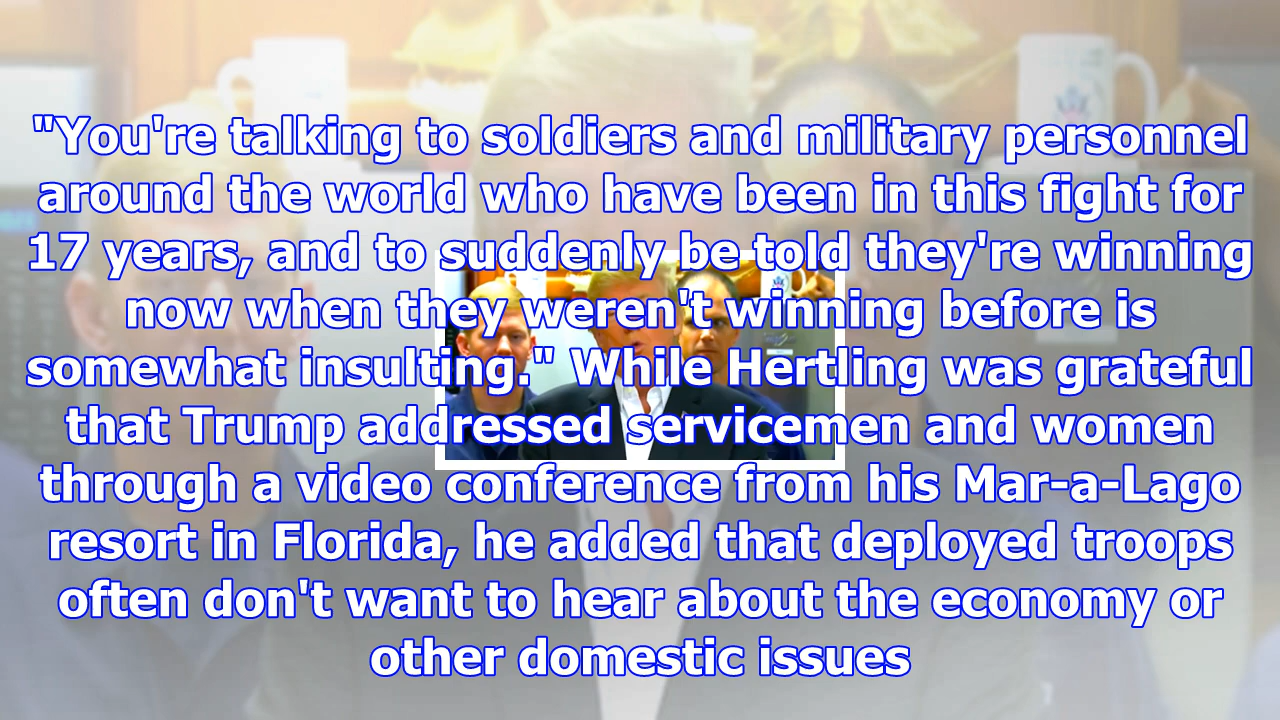 "You're talking to soldiers and military personnel
around the world who have been in this fight for
17 years, and to suddenly be told they're winning
now when they weren't winning before is
somewhat insulting." While Hertling was grateful
that Trump addressed servicemen and women
through a video conference from his Mar-a-Lago
resort in Florida, he added that deployed troops
often don't want to hear about the economy or
other domestic issues